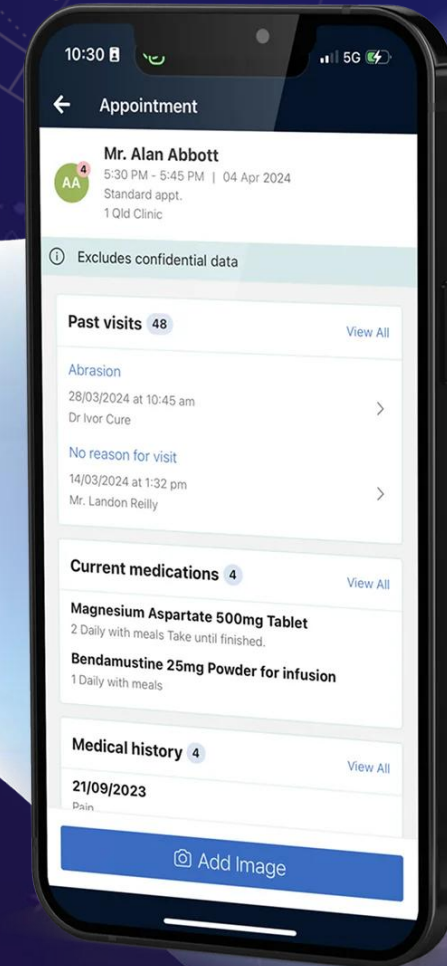 10:30
5G
Appointment
AA
4
Mr. Alan Abbott
5:30 PM - 5:45 PM | 04 Apr 2024
Standard appt.
1 Qld Clinic
Excludes confidential data
Past visits 48
View All
Abrasion
28/03/2024 at 10:45 am
Dr Ivor Cure
No reason for visit
14/03/2024 at 1:32 pm
Mr. Landon Reilly
Current medications 4
View All
Magnesium Aspartate 500mg Tablet
2 Daily with meals Take until finished.
Bendamustine 25mg Powder for infusion
1 Daily with meals
Medical history 4
View All
21/09/2023
Pain
Add Image